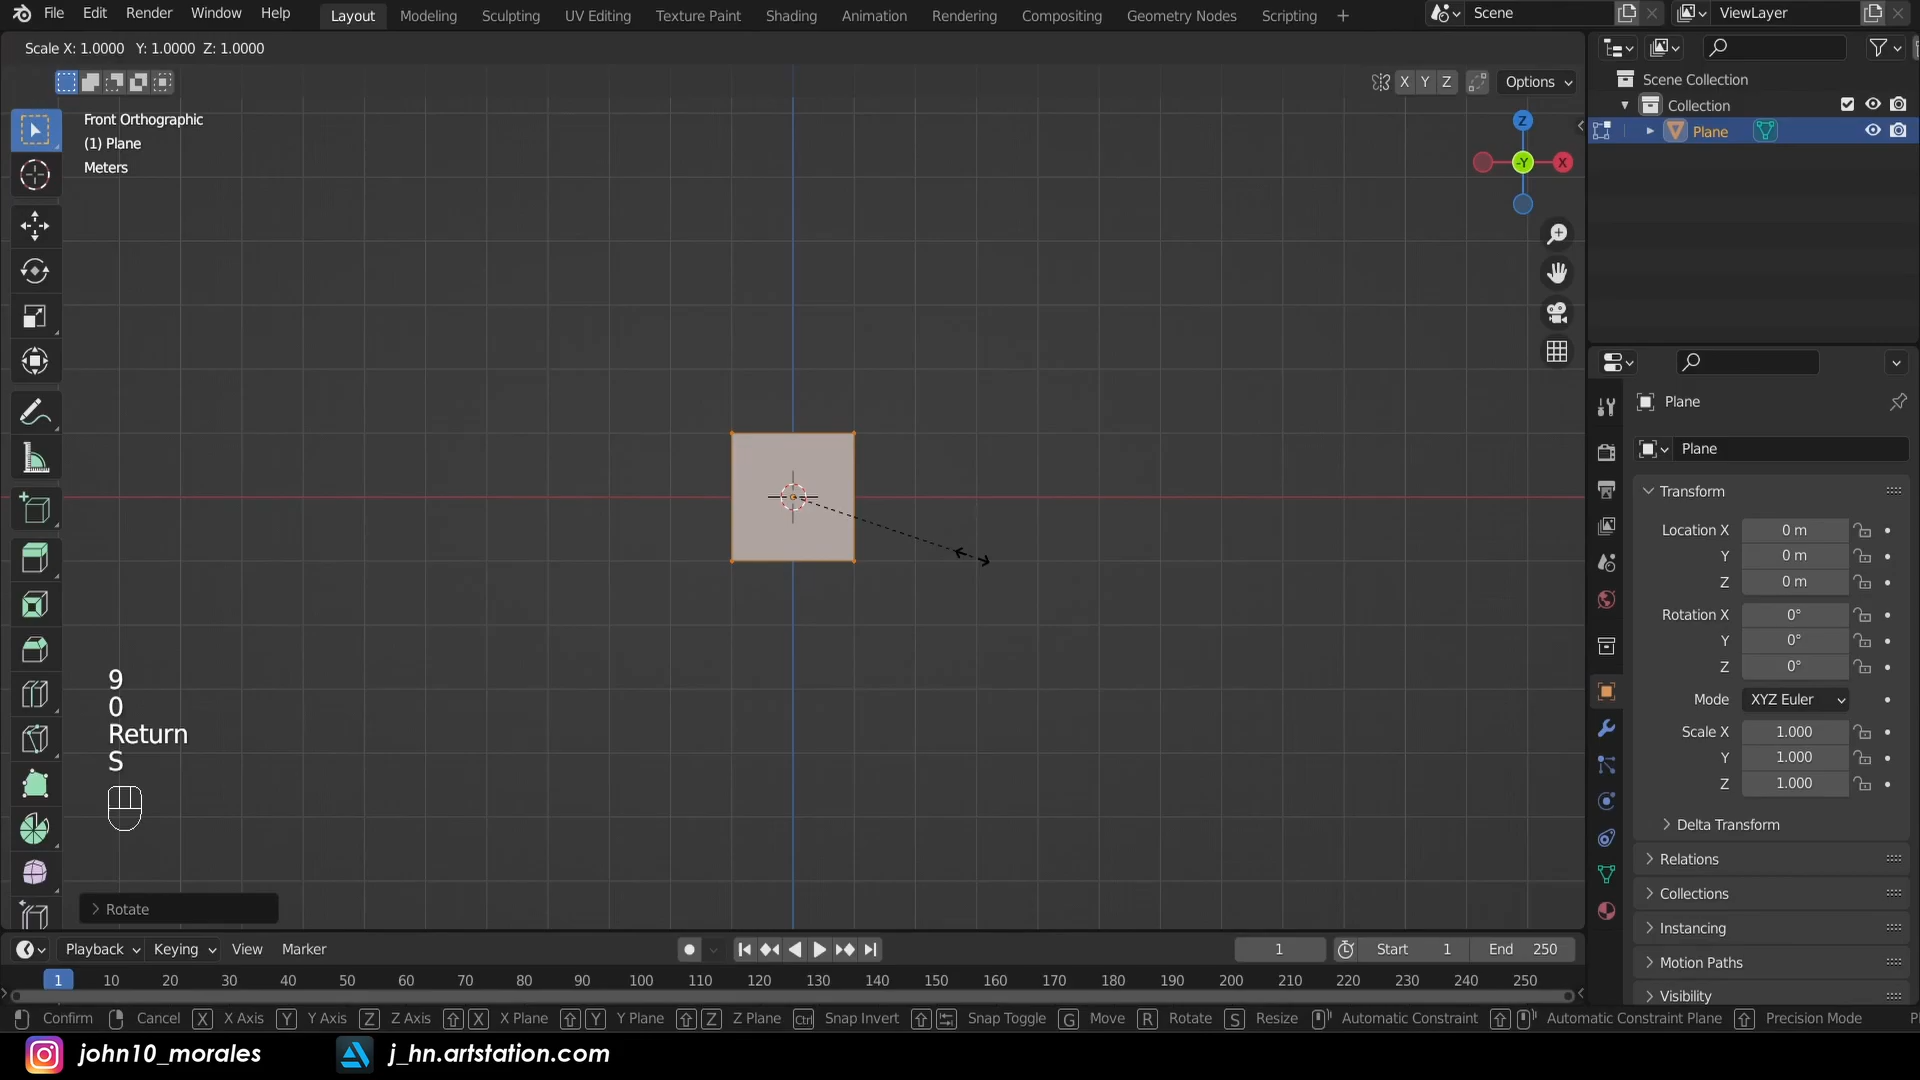 File Edit Render Window Help Layout Modeling Sculpting UV Editing Texture Paint Shading Animation Rendering Compositing Geometry Nodes Scripting + Scene ViewLayer
Scale X: 1.0000 Y: 1.0000 Z: 1.0000
X Y Z Options
Front Orthographic
(1) Plane
Meters
Z
-Y X
9
0
Return
S
Rotate
Scene Collection
Collection
Plane
Plane
Plane
Transform
Location X 0 m
Y 0 m
Z 0 m
Rotation X 0°
Y 0°
Z 0°
Mode XYZ Euler
Scale X 1.000
Y 1.000
Z 1.000
Delta Transform
Relations
Collections
Instancing
Motion Paths
Visibility
Playback Keying View Marker 1 Start 1 End 250
1 10 20 30 40 50 60 70 80 90 100 110 120 130 140 150 160 170 180 190 200 210 220 230 240 250
Confirm Cancel X X Axis Y Y Axis Z Z Axis X X Plane Y Y Plane Z Z Plane Ctrl Snap Invert Snap Toggle G Move R Rotate S Resize Automatic Constraint Automatic Constraint Plane Precision Mode
john10_morales j_hn.artstation.com